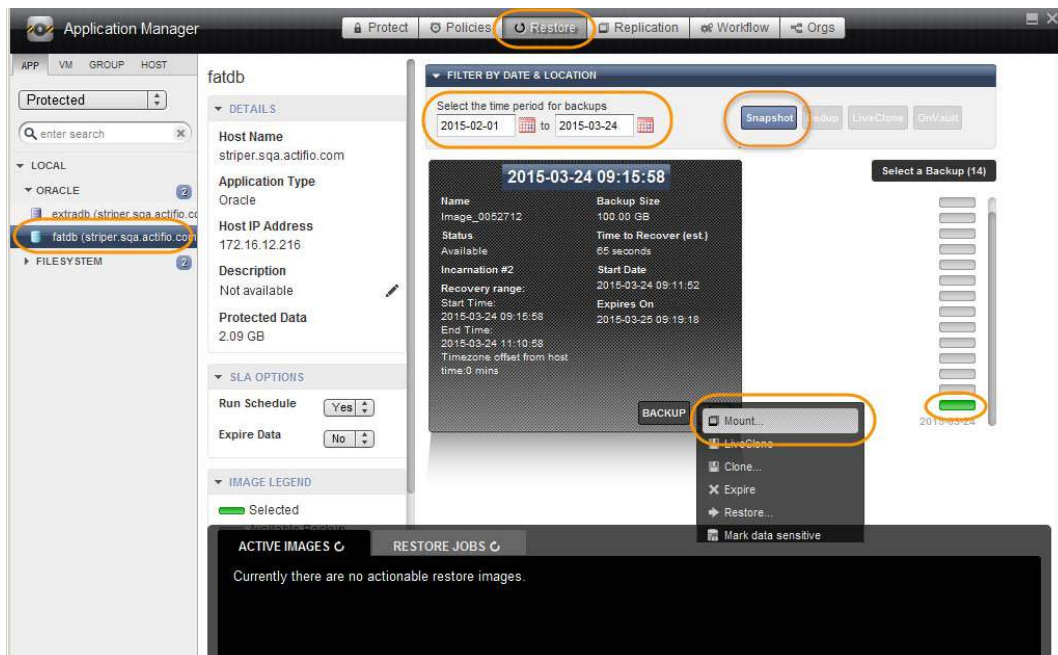 Application Manager
Protect
Policies
Restore
Replication
Workflow
Orgs
APP
VM
GROUP
HOST
Protected
enter search
LOCAL
ORACLE
2
extradb (striper.sqa.actifio.co
fatdb (striper.sqa.actifio.com
FILESYSTEM
2
fatdb
DETAILS
Host Name
striper.sqa.actifio.com
Application Type
Oracle
Host IP Address
172.16.12.216
Description
Not available
Protected Data
2.09 GB
SLA OPTIONS
Run Schedule
Yes
Expire Data
No
IMAGE LEGEND
Selected
Available Backup
FILTER BY DATE & LOCATION
Select the time period for backups
2015-02-01 to 2015-03-24
Snapshot
Dedup
LiveClone
OnVault
2015-03-24 09:15:58
Name
Image_0052712
Status
Available
Incarnation #2
Recovery range:
Start Time:
2015-03-24 09:15:58
End Time:
2015-03-24 11:10:58
Timezone offset from host
time:0 mins
Backup Size
100.00 GB
Time to Recover (est.)
65 seconds
Start Date
2015-03-24 09:11:52
Expires On
2015-03-25 09:19:18
BACKUP
Select a Backup (14)
2015-03-24
Mount...
LiveClone
Clone...
Expire
Restore...
Mark data sensitive
ACTIVE IMAGES
RESTORE JOBS
Currently there are no actionable restore images.